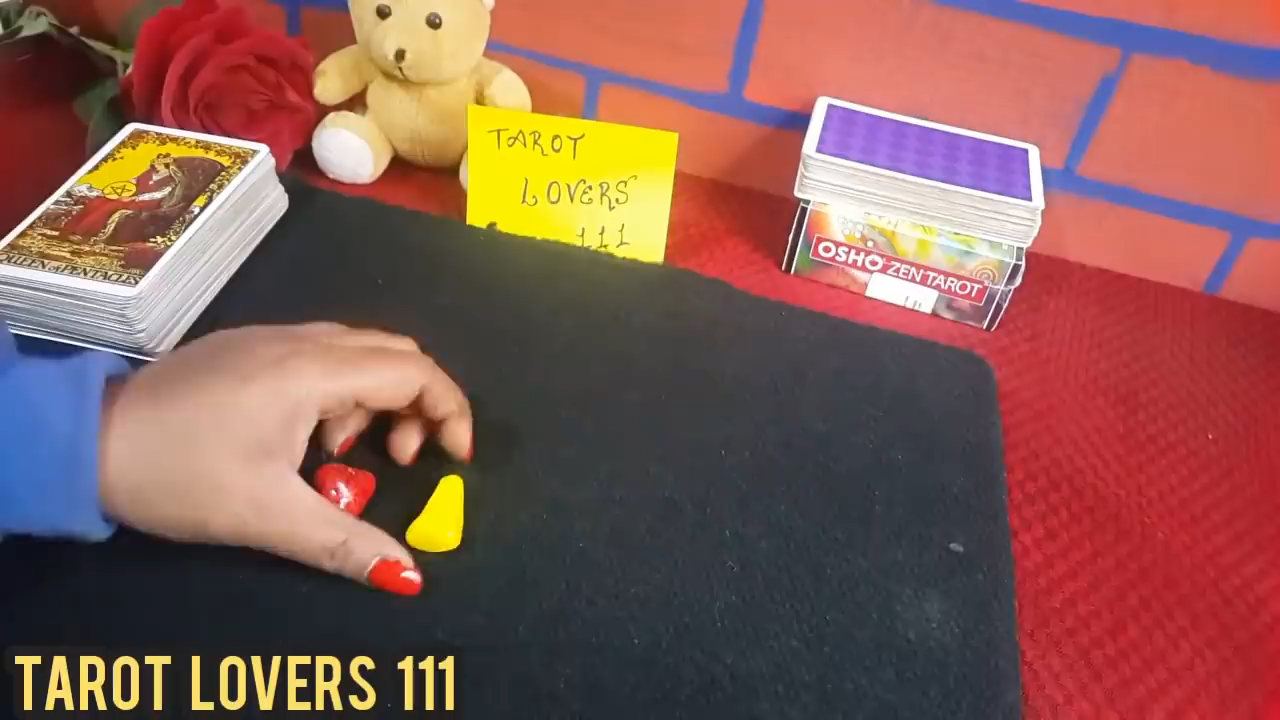 TAROT
LOVERS
111
QUEEN of PENTACLES
OSHO ZEN TAROT
TAROT LOVERS 111